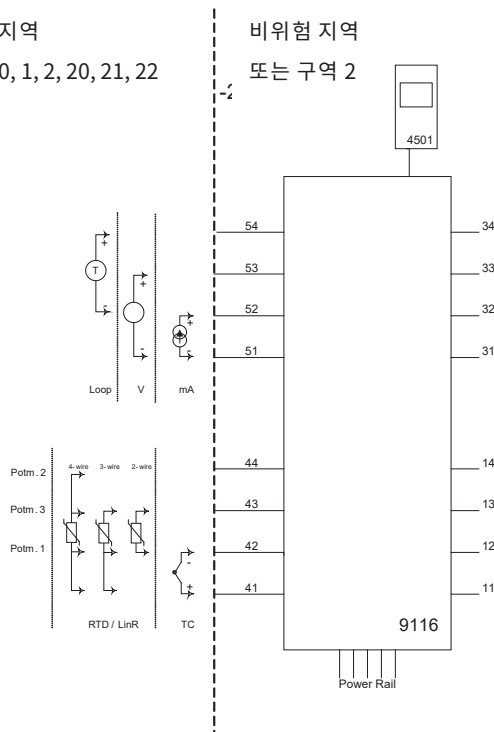 지역
비위험 지역
0, 1, 2, 20, 21, 22
또는 구역 2
4501
54
34
53
33
52
32
51
31
T
+
-
+
-
+
-
Loop
V
mA
44
14
43
13
42
12
41
11
Potm. 2
4-wire
3-wire
2-wire
Potm. 3
Potm. 1
-
+
RTD / LinR
TC
9116
Power Rail